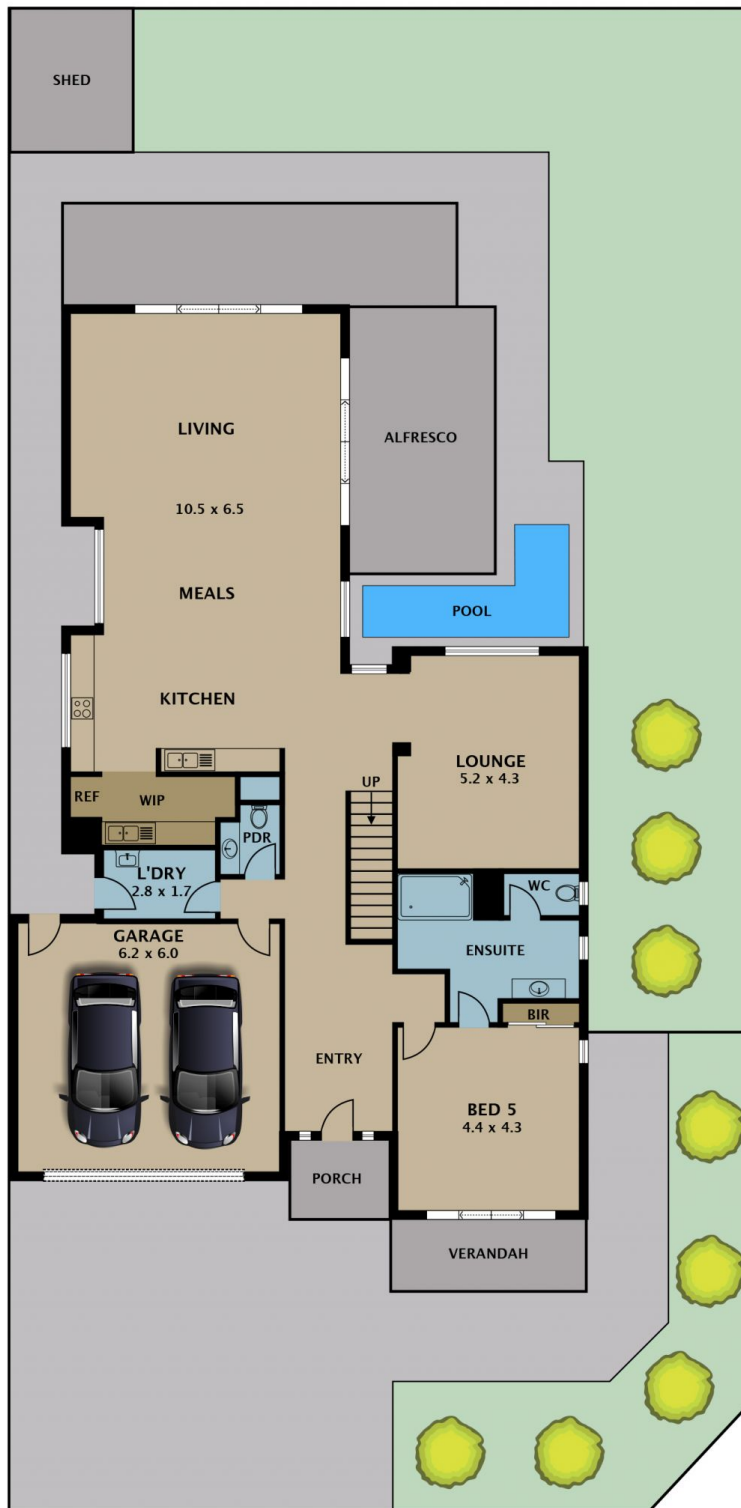 SHED
LIVING
ALFRESCO
10.5 x 6.5
MEALS
POOL
KITCHEN
LOUNGE
5.2 x 4.3
UP
REF
WIP
PDR
L'DRY
2.8 x 1.7
WC
GARAGE
6.2 x 6.0
ENSUITE
BIR
ENTRY
BED 5
4.4 x 4.3
PORCH
VERANDAH